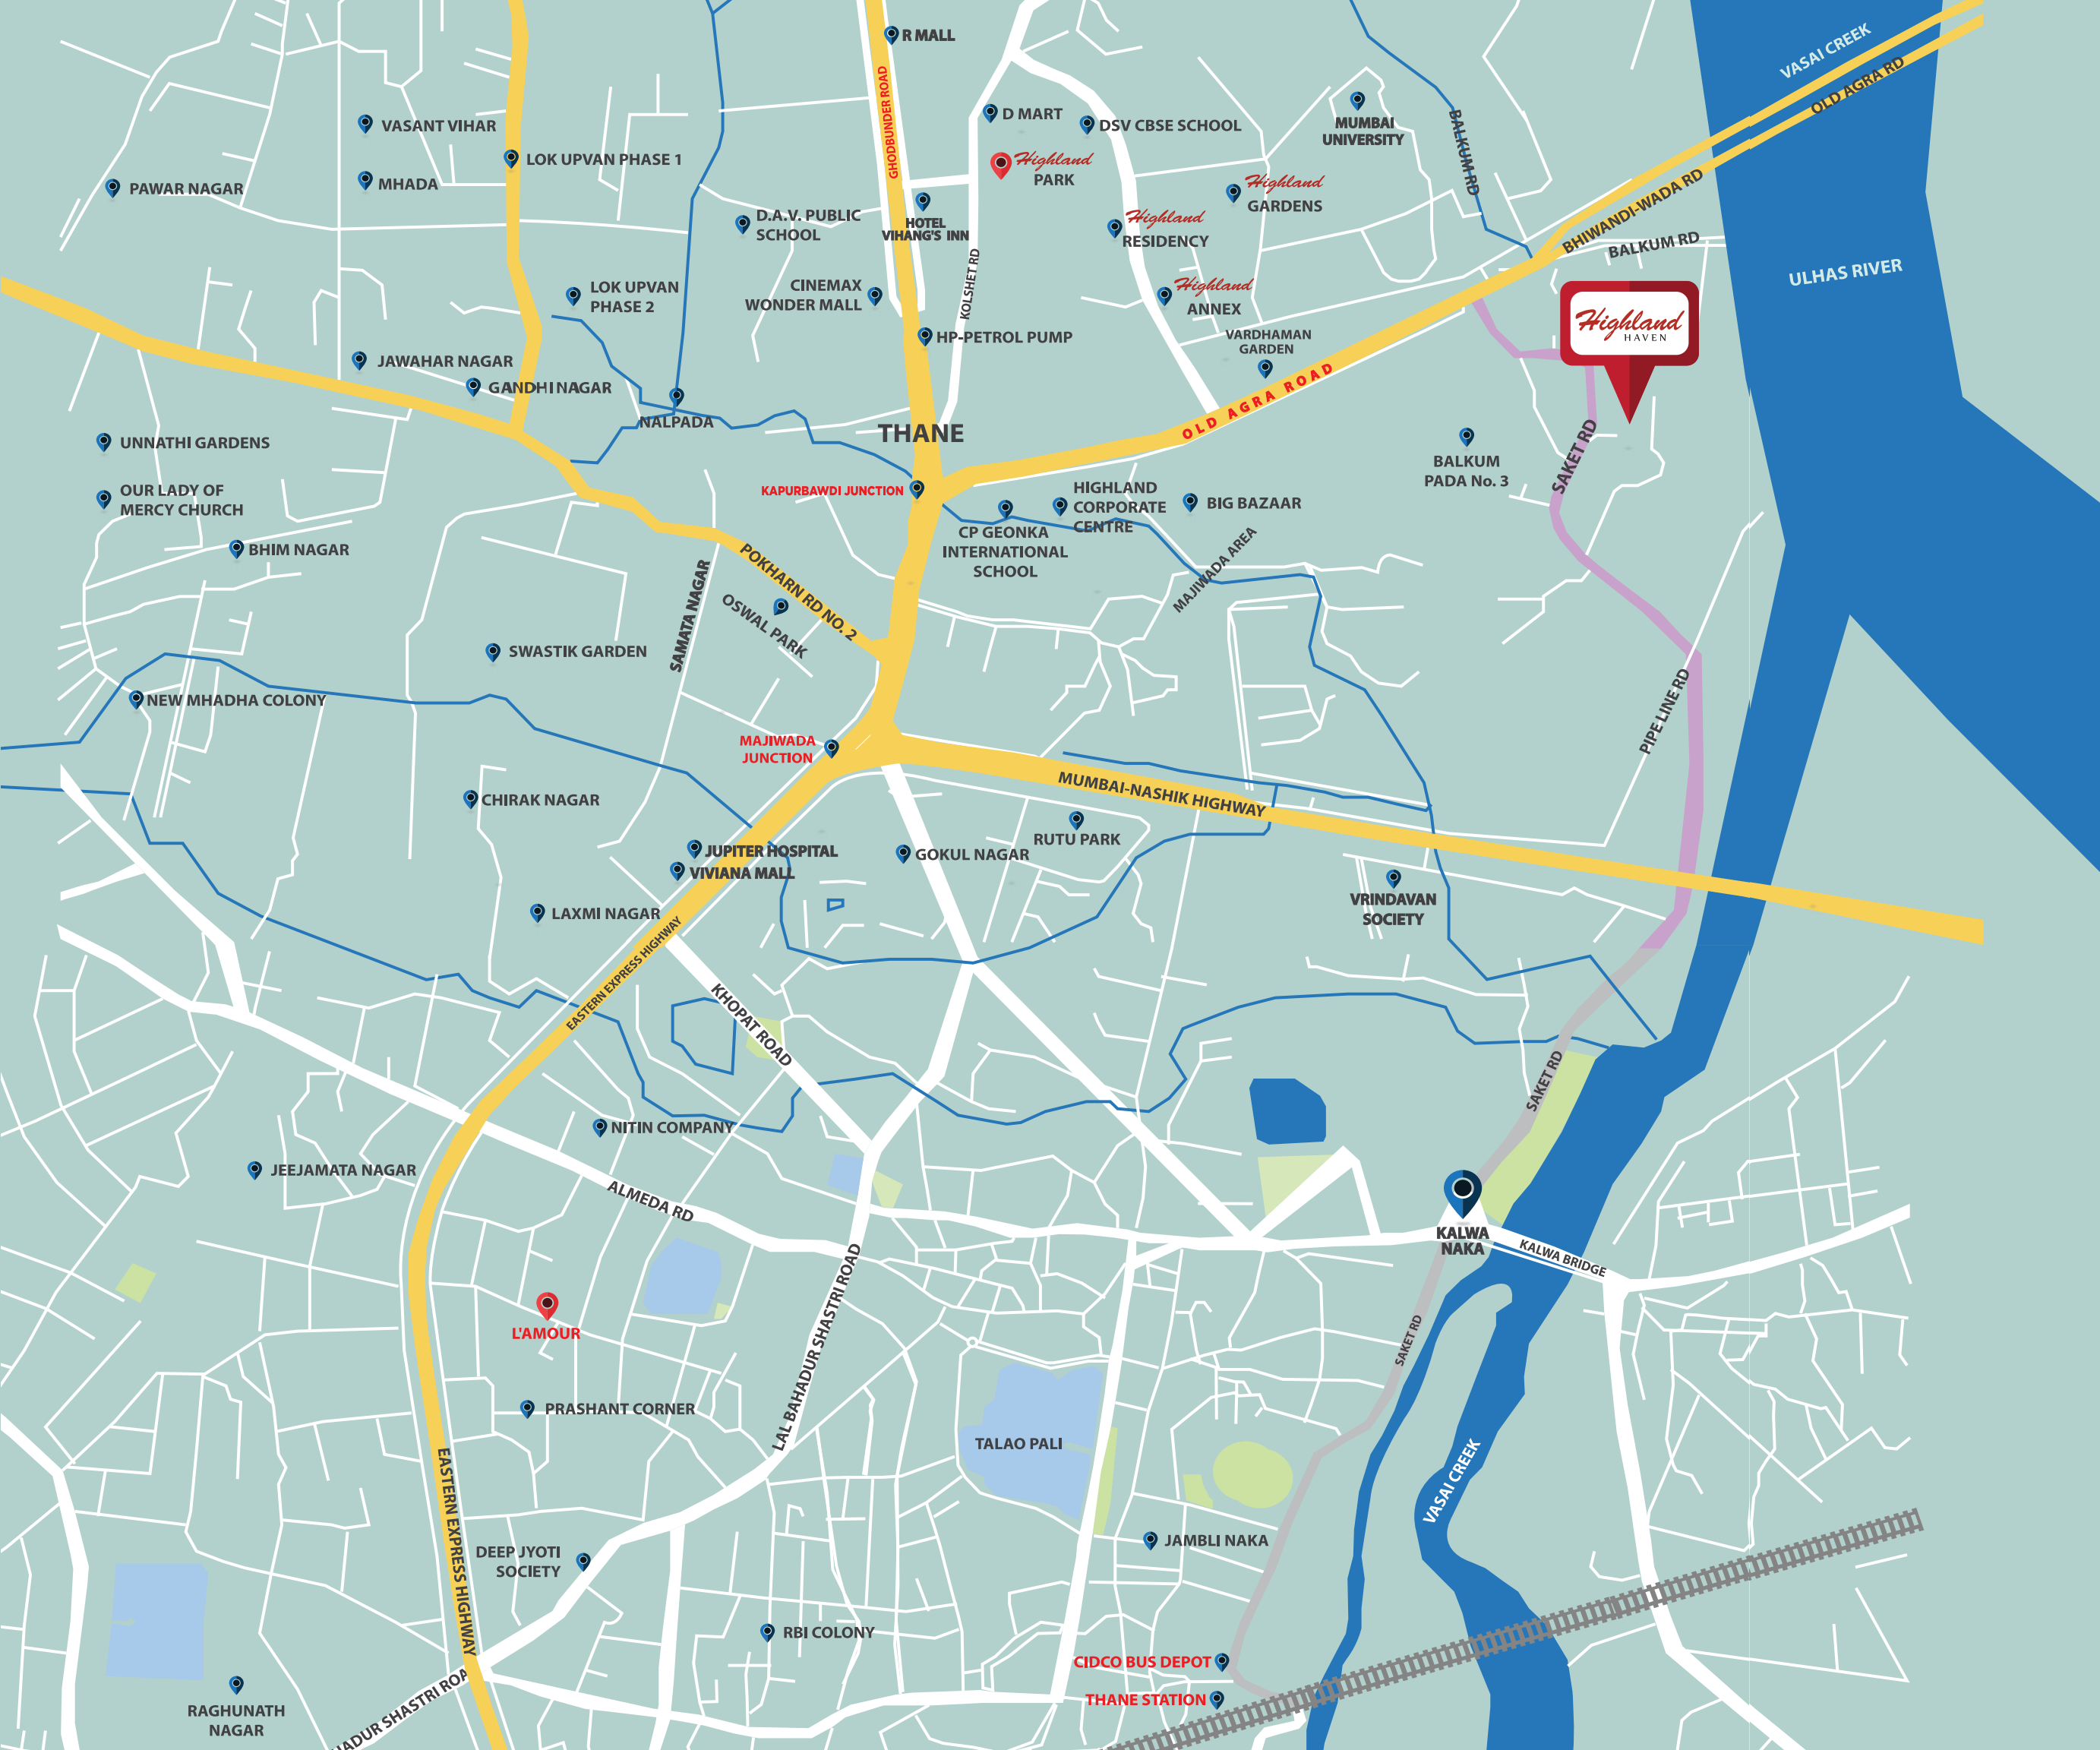 R MALL
GHODBUNDER ROAD
VASAI CREEK
OLD AGRA RD
D MART
DSV CBSE SCHOOL
MUMBAI
UNIVERSITY
BALKUM RD
VASANT VIHAR
LOK UPVAN PHASE 1
Highland
PARK
MHADA
PAWAR NAGAR
Highland
GARDENS
BHIWANDI-WADA RD
D.A.V. PUBLIC
SCHOOL
HOTEL
VIHANG'S INN
Highland
RESIDENCY
BALKUM RD
ULHAS RIVER
KOLSHET RD
LOK UPVAN
PHASE 2
CINEMAX
WONDER MALL
Highland
ANNEX
Highland
HAVEN
HP-PETROL PUMP
VARDHAMAN
GARDEN
JAWAHAR NAGAR
GANDHI NAGAR
OLD AGRA ROAD
NALPADA
THANE
UNNATHI GARDENS
SAKET RD
BALKUM
PADA No. 3
OUR LADY OF
MERCY CHURCH
KAPURBAWDI JUNCTION
HIGHLAND
CORPORATE
CENTRE
BIG BAZAAR
CP GEONKA
INTERNATIONAL
SCHOOL
BHIM NAGAR
MAJIWADA AREA
POKHARN RD NO. 2
SAMATA NAGAR
OSWAL PARK
SWASTIK GARDEN
NEW MHADHA COLONY
PIPE LINE RD
MAJIWADA
JUNCTION
MUMBAI-NASHIK HIGHWAY
CHIRAK NAGAR
RUTU PARK
JUPITER HOSPITAL
GOKUL NAGAR
VIVIANA MALL
VRINDAVAN
SOCIETY
LAXMI NAGAR
EASTERN EXPRESS HIGHWAY
KHOPAT ROAD
SAKET RD
NITIN COMPANY
JEEJAMATA NAGAR
ALMEDA RD
KALWA
NAKA
KALWA BRIDGE
L'AMOUR
LAL BAHADUR SHASTRI ROAD
SAKET RD
PRASHANT CORNER
TALAO PALI
VASAI CREEK
EASTERN EXPRESS HIGHWAY
JAMBLI NAKA
DEEP JYOTI
SOCIETY
RBI COLONY
CIDCO BUS DEPOT
THANE STATION
RAGHUNATH
NAGAR
HADUR SHASTRI ROA